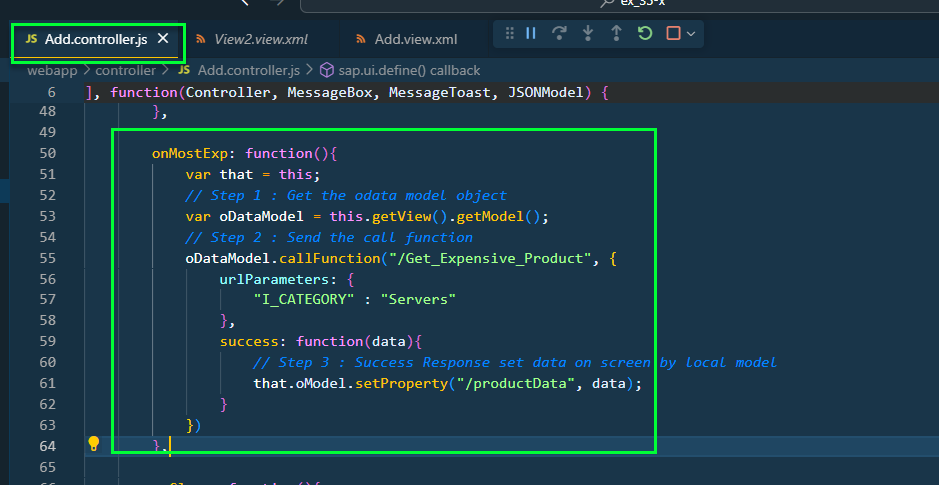 ex_35-x
JS Add.controller.js
View2.view.xml
Add.view.xml
webapp > controller > JS Add.controller.js > sap.ui.define() callback
6 ], function(Controller, MessageBox, MessageToast, JSONModel) {
48 },
49
50 onMostExp: function(){
51 var that = this;
52 // Step 1 : Get the odata model object
53 var oDataModel = this.getView().getModel();
54 // Step 2 : Send the call function
55 oDataModel.callFunction("/Get_Expensive_Product", {
56 urlParameters: {
57 "I_CATEGORY" : "Servers"
58 },
59 success: function(data){
60 // Step 3 : Success Response set data on screen by local model
61 that.oModel.setProperty("/productData", data);
62 }
63 })
64 },
65